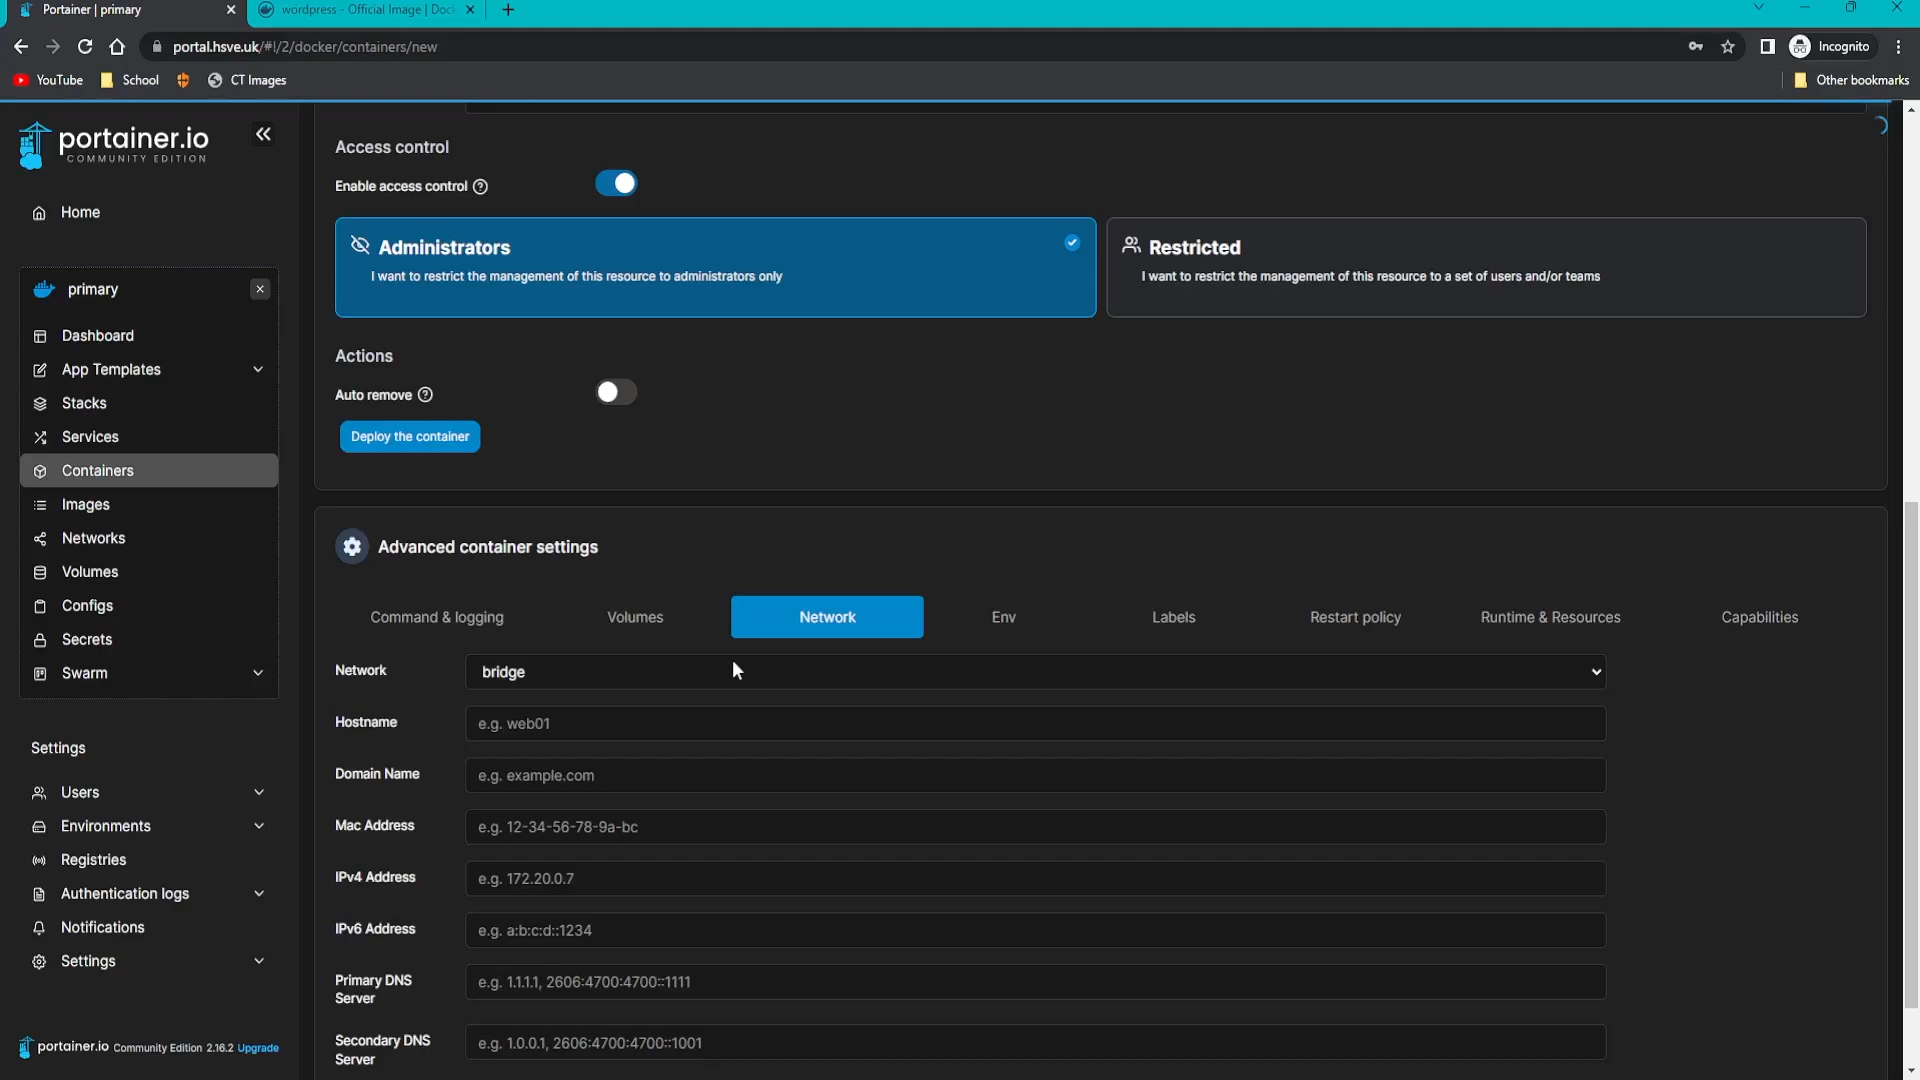 Portainer | primary
wordpress - Official Image | Doc
portal.hsve.uk/#!/2/docker/containers/new
Incognito
YouTube
School
CT Images
Other bookmarks
portainer.io
COMMUNITY EDITION
Home
primary
Dashboard
App Templates
Stacks
Services
Containers
Images
Networks
Volumes
Configs
Secrets
Swarm
Settings
Users
Environments
Registries
Authentication logs
Notifications
Settings
portainer.io Community Edition 2.16.2 Upgrade
Access control
Enable access control
Administrators
I want to restrict the management of this resource to administrators only
Restricted
I want to restrict the management of this resource to a set of users and/or teams
Actions
Auto remove
Deploy the container
Advanced container settings
Command & logging
Volumes
Network
Env
Labels
Restart policy
Runtime & Resources
Capabilities
Network
bridge
Hostname
e.g. web01
Domain Name
e.g. example.com
Mac Address
e.g. 12-34-56-78-9a-bc
IPv4 Address
e.g. 172.20.0.7
IPv6 Address
e.g. a:b:c:d::1234
Primary DNS
Server
e.g. 1.1.1.1, 2606:4700:4700::1111
Secondary DNS
Server
e.g. 1.0.0.1, 2606:4700:4700::1001